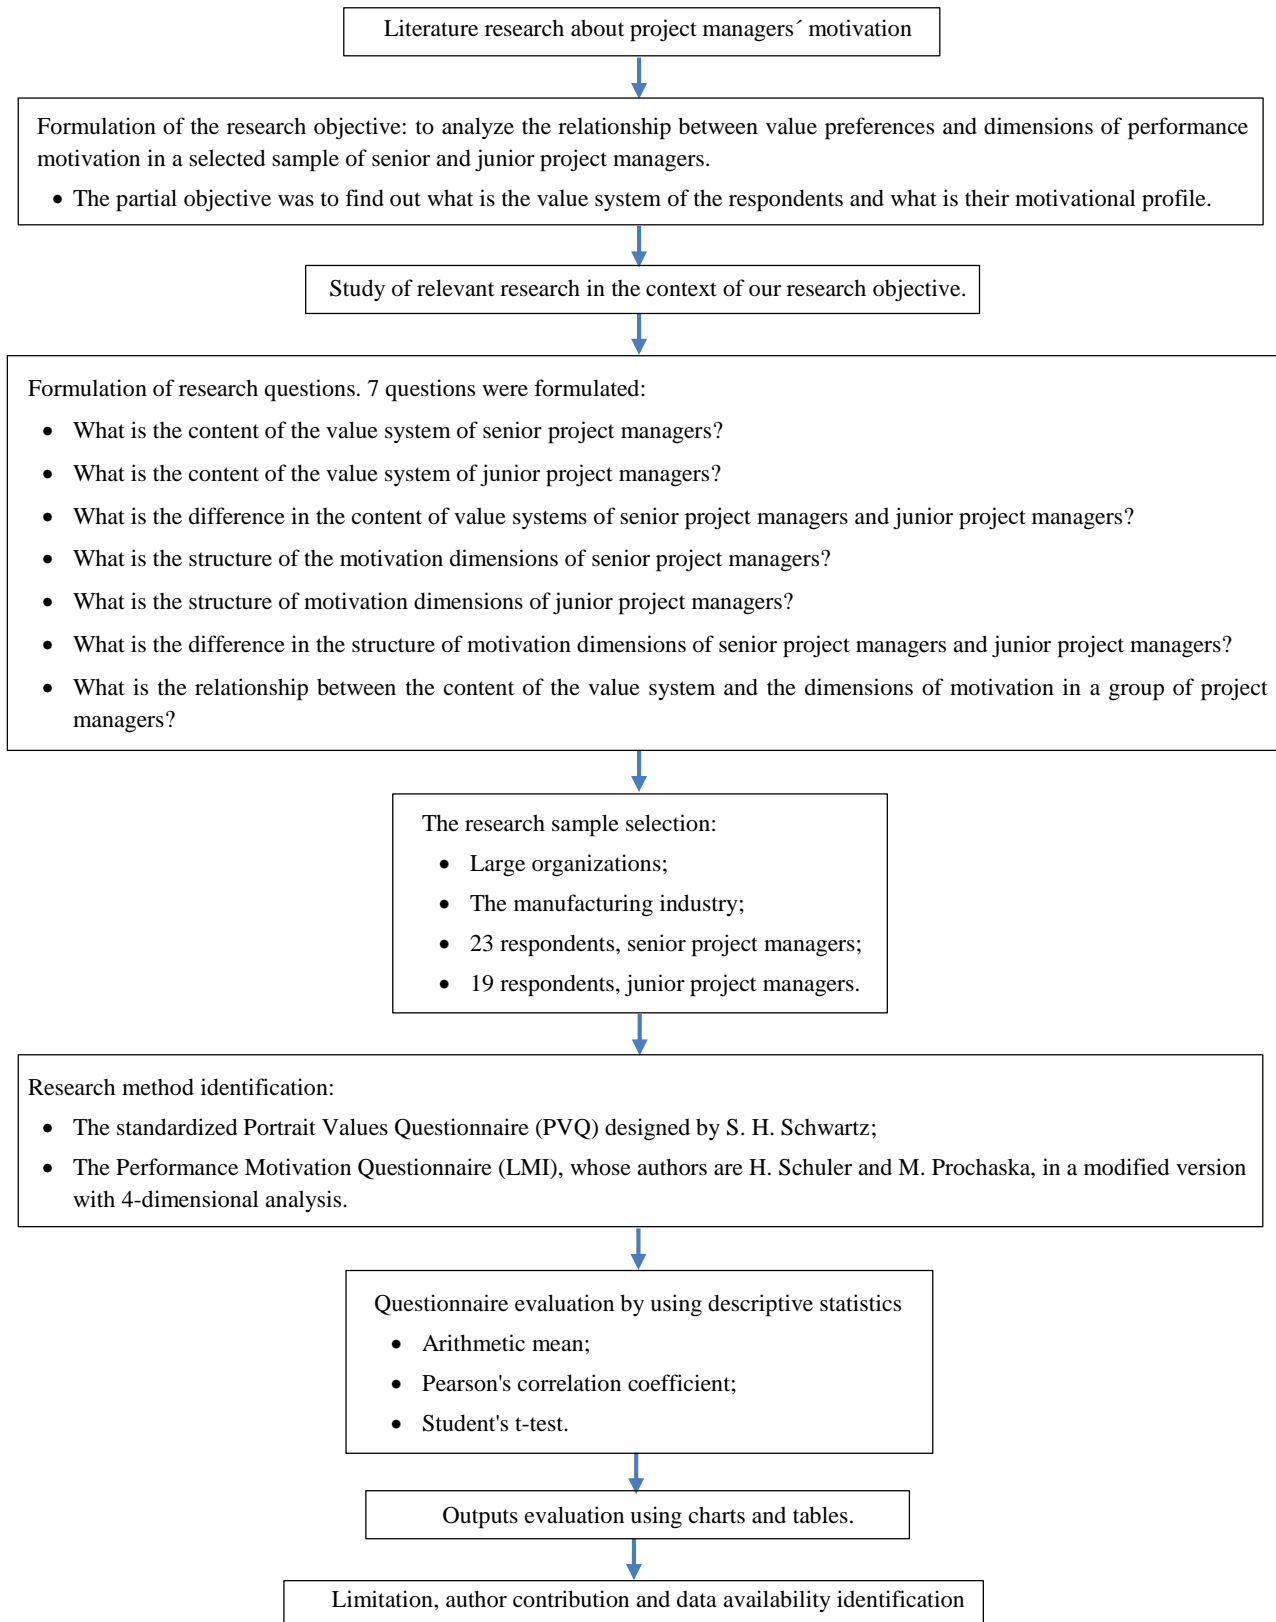 Literature research about project managers´ motivation
Formulation of the research objective: to analyze the relationship between value preferences and dimensions of performance
motivation in a selected sample of senior and junior project managers.
• The partial objective was to find out what is the value system of the respondents and what is their motivational profile.
Study of relevant research in the context of our research objective.
Formulation of research questions. 7 questions were formulated:
• What is the content of the value system of senior project managers?
• What is the content of the value system of junior project managers?
• What is the difference in the content of value systems of senior project managers and junior project managers?
• What is the structure of the motivation dimensions of senior project managers?
• What is the structure of motivation dimensions of junior project managers?
• What is the difference in the structure of motivation dimensions of senior project managers and junior project managers?
• What is the relationship between the content of the value system and the dimensions of motivation in a group of project
managers?
The research sample selection:
• Large organizations;
• The manufacturing industry;
• 23 respondents, senior project managers;
• 19 respondents, junior project managers.
Research method identification:
• The standardized Portrait Values Questionnaire (PVQ) designed by S. H. Schwartz;
• The Performance Motivation Questionnaire (LMI), whose authors are H. Schuler and M. Prochaska, in a modified version
with 4-dimensional analysis.
Questionnaire evaluation by using descriptive statistics
• Arithmetic mean;
• Pearson's correlation coefficient;
• Student's t-test.
Outputs evaluation using charts and tables.
Limitation, author contribution and data availability identification